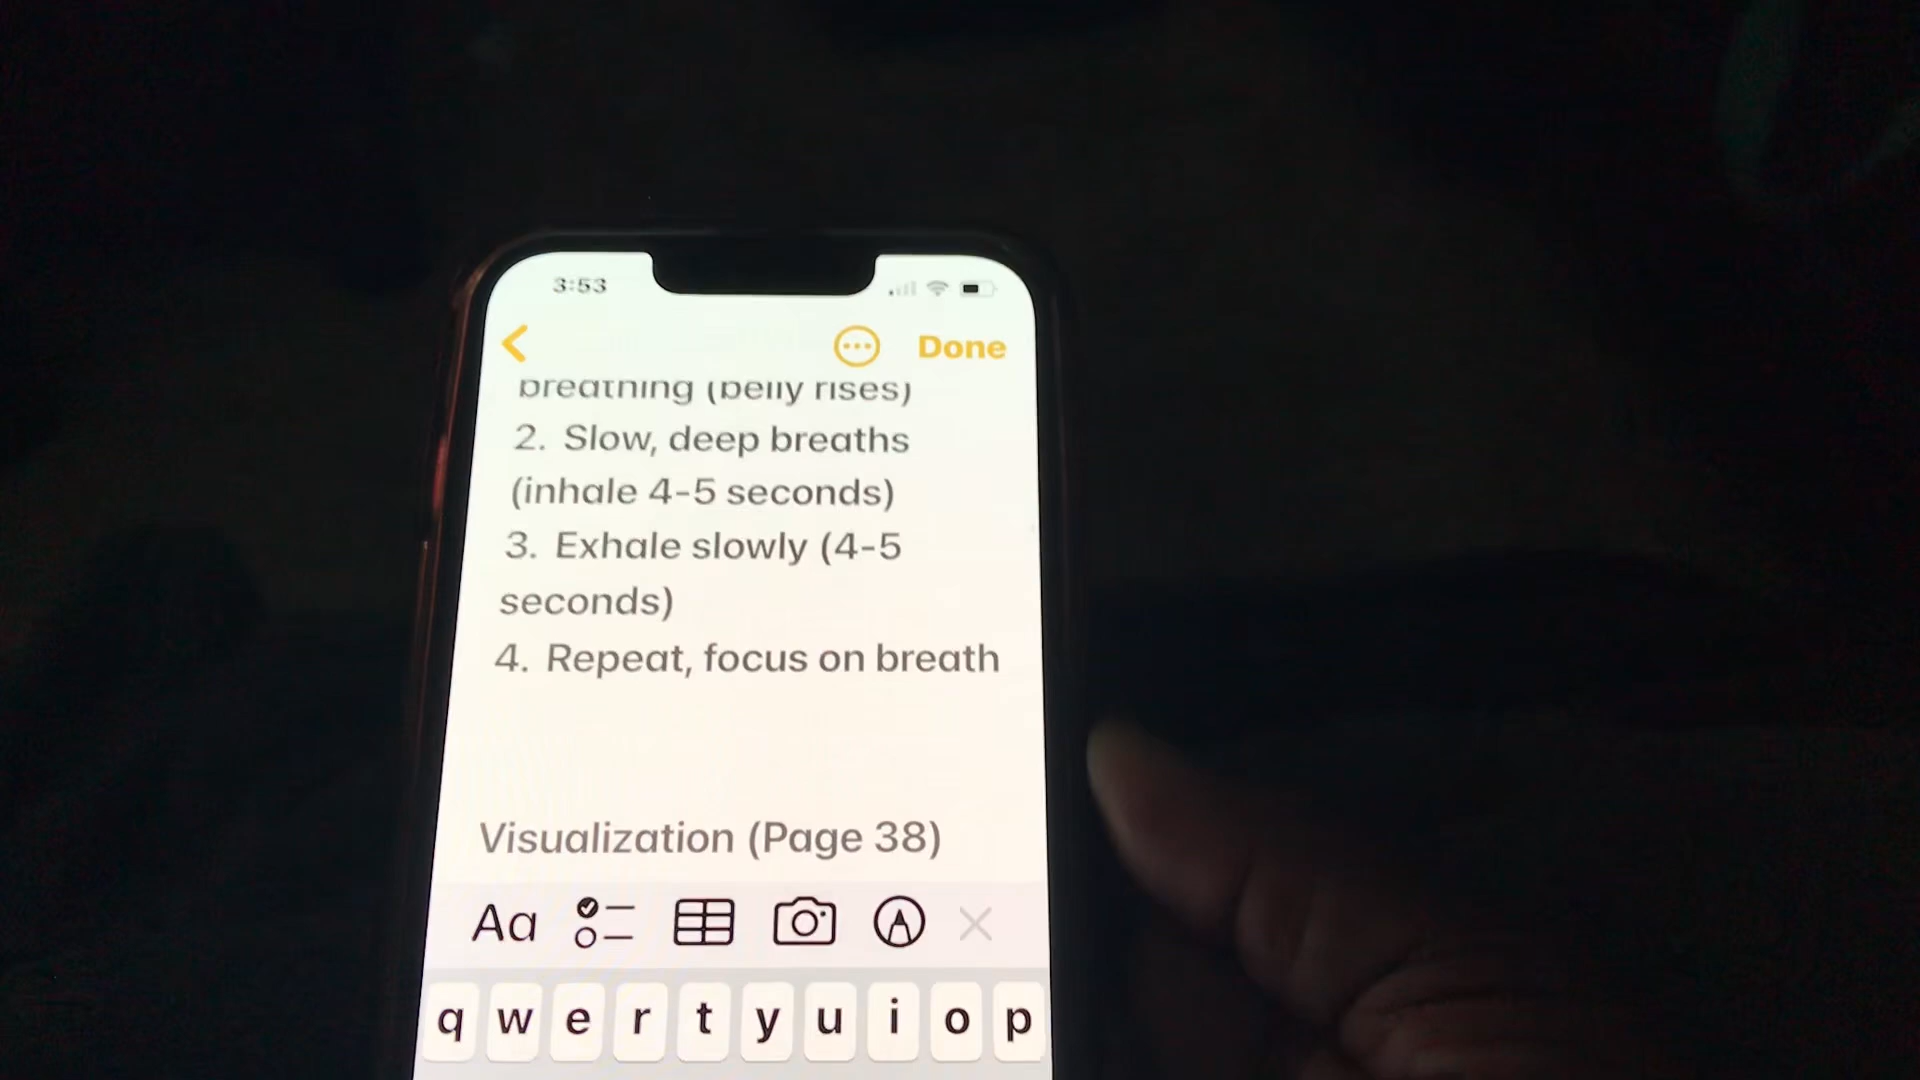 3:53
Done
breathing (belly rises)
2. Slow, deep breaths
(inhale 4-5 seconds)
3. Exhale slowly (4-5
seconds)
4. Repeat, focus on breath
Visualization (Page 38)
Aa
q w e r t y u i o p